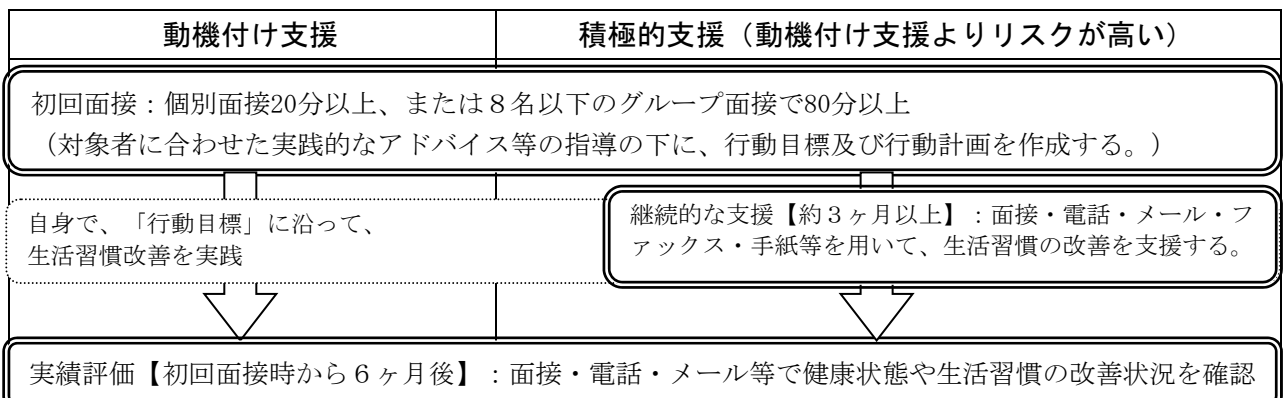 動機付け支援
積極的支援（動機付け支援よりリスクが高い）
初回面接：個別面接20分以上、または８名以下のグループ面接で80分以上
（対象者に合わせた実践的なアドバイス等の指導の下に、行動目標及び行動計画を作成する。）
自身で、「行動目標」に沿って、
生活習慣改善を実践
継続的な支援【約３ヶ月以上】：面接・電話・メール・フ
ァックス・手紙等を用いて、生活習慣の改善を支援する。
実績評価【初回面接時から６ヶ月後】：面接・電話・メール等で健康状態や生活習慣の改善状況を確認